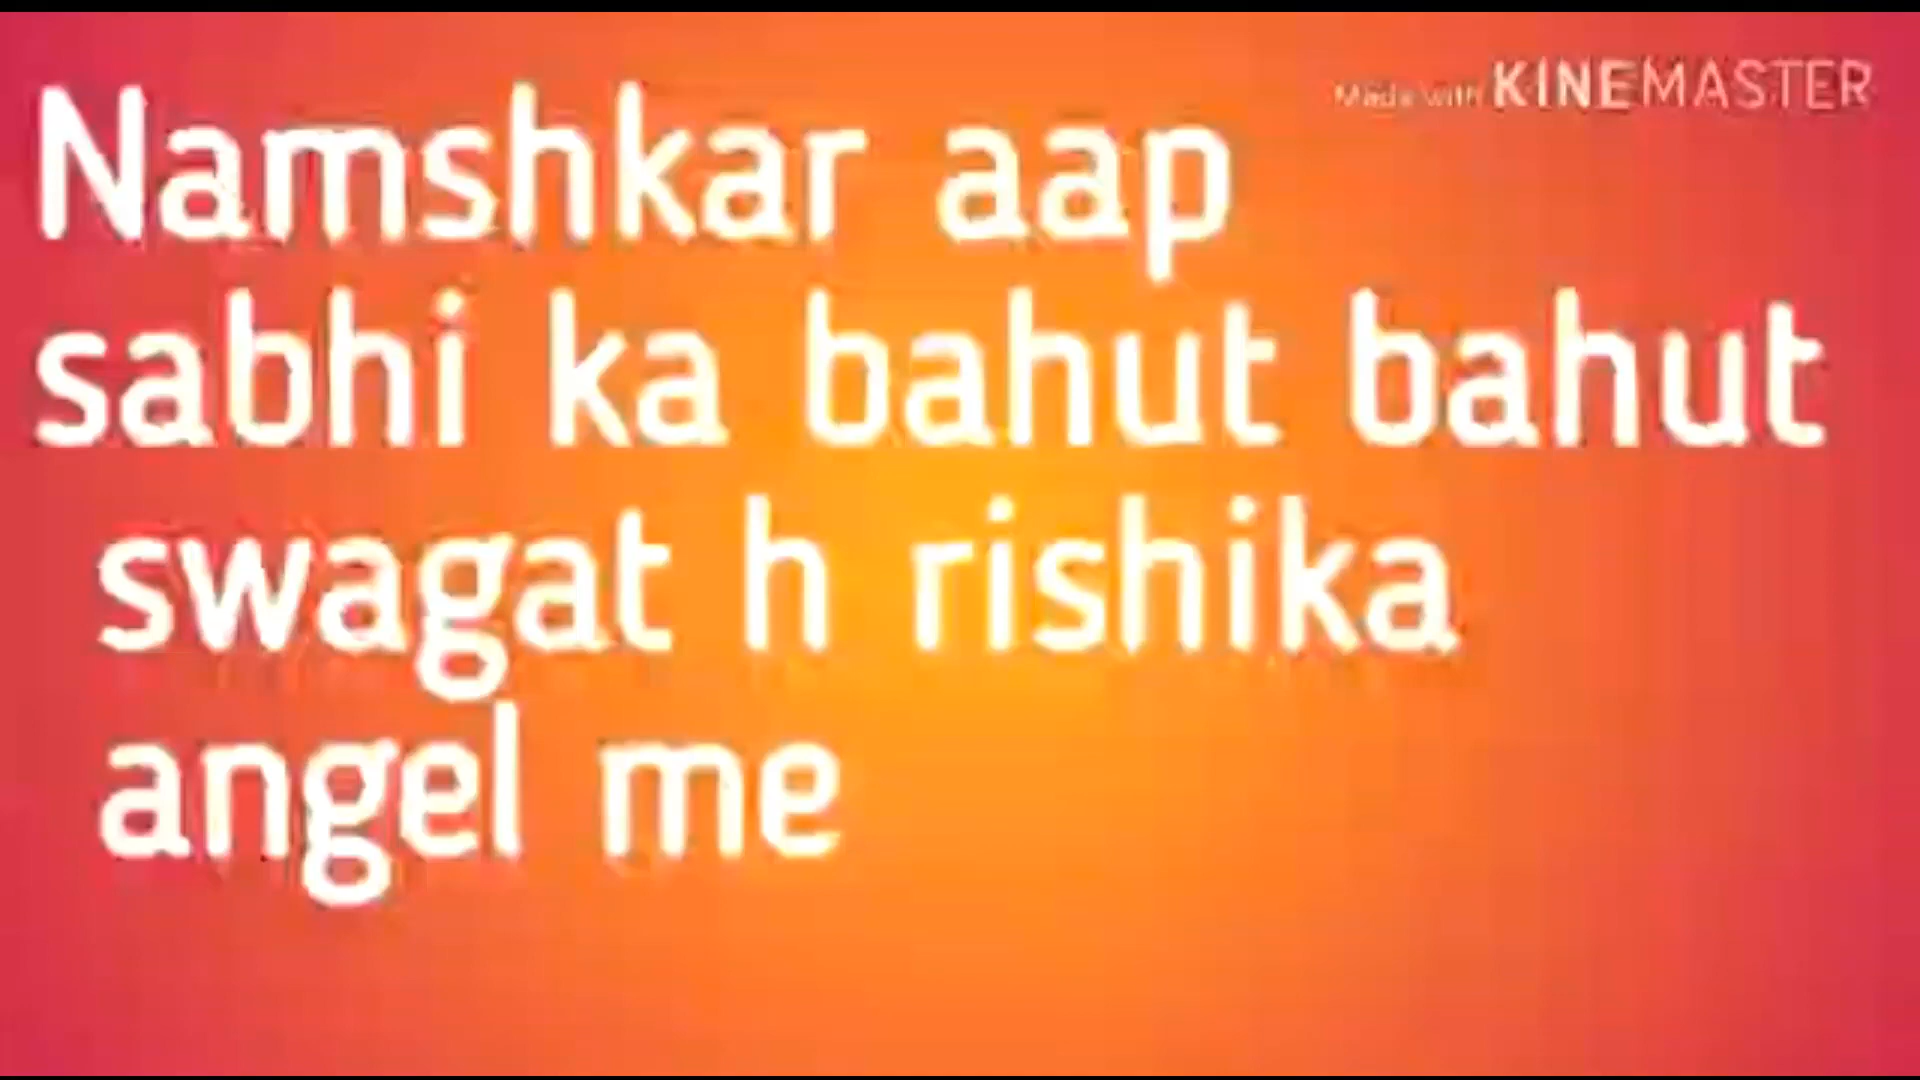 Made with KINEMASTER
Namshkar aap
sabhi ka bahut bahut
swagat h rishika
angel me